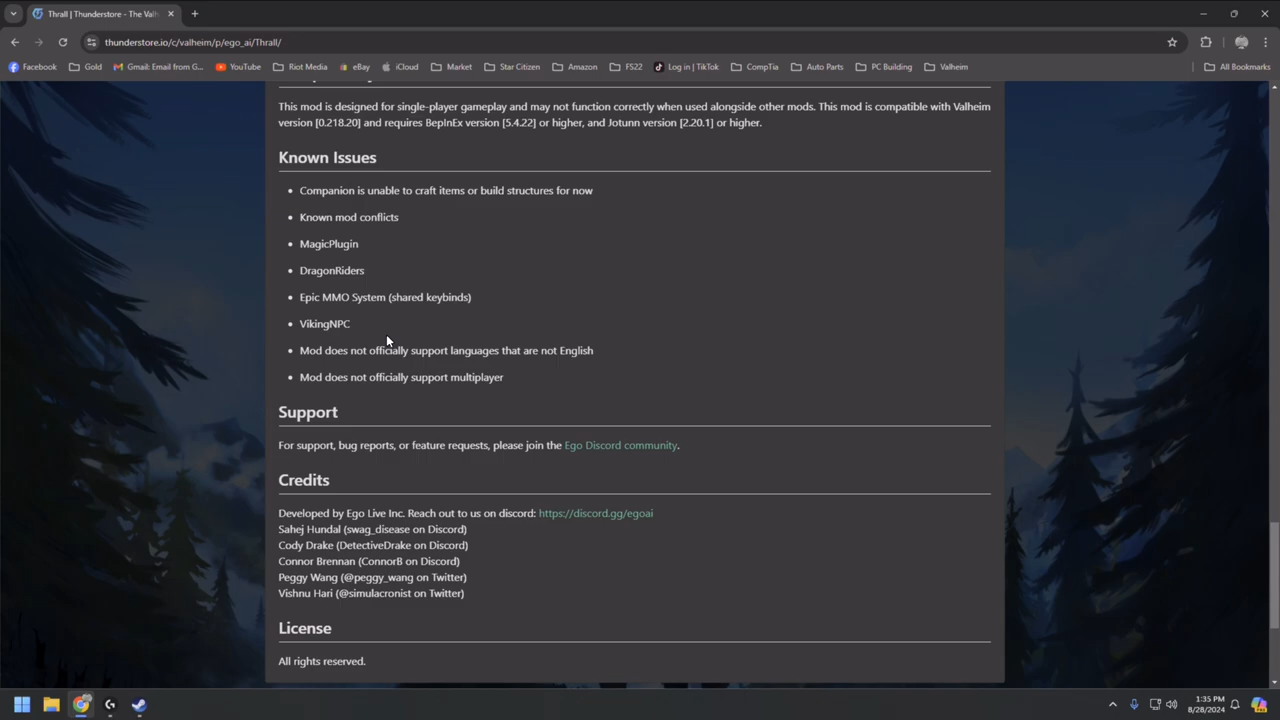 Thrall | Thunderstore - The Valh
thunderstore.io/c/valheim/p/ego_ai/Thrall/
Facebook Gold Gmail: Email from G... YouTube Riot Media eBay iCloud Market Star Citizen Amazon FS22 Log in | TikTok CompTia Auto Parts PC Building Valheim All Bookmarks
This mod is designed for single-player gameplay and may not function correctly when used alongside other mods. This mod is compatible with Valheim
version [0.218.20] and requires BepInEx version [5.4.22] or higher, and Jotunn version [2.20.1] or higher.
Known Issues
Companion is unable to craft items or build structures for now
Known mod conflicts
MagicPlugin
DragonRiders
Epic MMO System (shared keybinds)
VikingNPC
Mod does not officially support languages that are not English
Mod does not officially support multiplayer
Support
For support, bug reports, or feature requests, please join the Ego Discord community.
Credits
Developed by Ego Live Inc. Reach out to us on discord: https://discord.gg/egoai
Sahej Hundal (swag_disease on Discord)
Cody Drake (DetectiveDrake on Discord)
Connor Brennan (ConnorB on Discord)
Peggy Wang (@peggy_wang on Twitter)
Vishnu Hari (@simulacronist on Twitter)
License
All rights reserved.
1:35 PM
8/28/2024